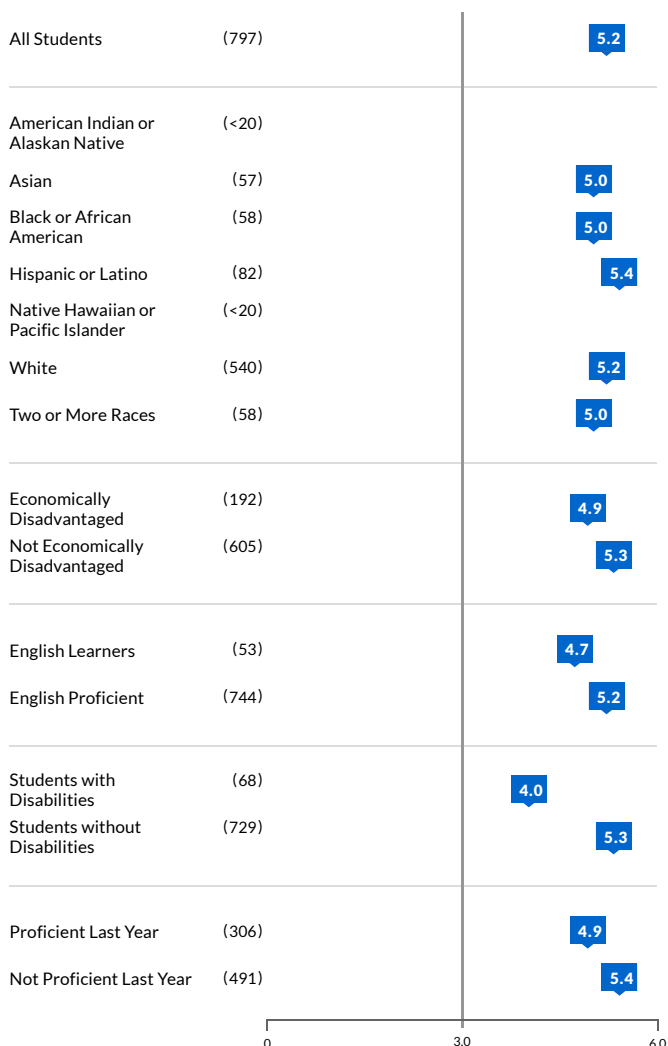 All Students (797) 5.2
American Indian or (<20)
Alaskan Native
Asian (57) 5.0
Black or African (58) 5.0
American
Hispanic or Latino (82) 5.4
Native Hawaiian or (<20)
Pacific Islander
White (540) 5.2
Two or More Races (58) 5.0
Economically (192) 4.9
Disadvantaged
Not Economically (605) 5.3
Disadvantaged
English Learners (53) 4.7
English Proficient (744) 5.2
Students with (68) 4.0
Disabilities
Students without (729) 5.3
Disabilities
Proficient Last Year (306) 4.9
Not Proficient Last Year (491) 5.4
0 3.0 6.0